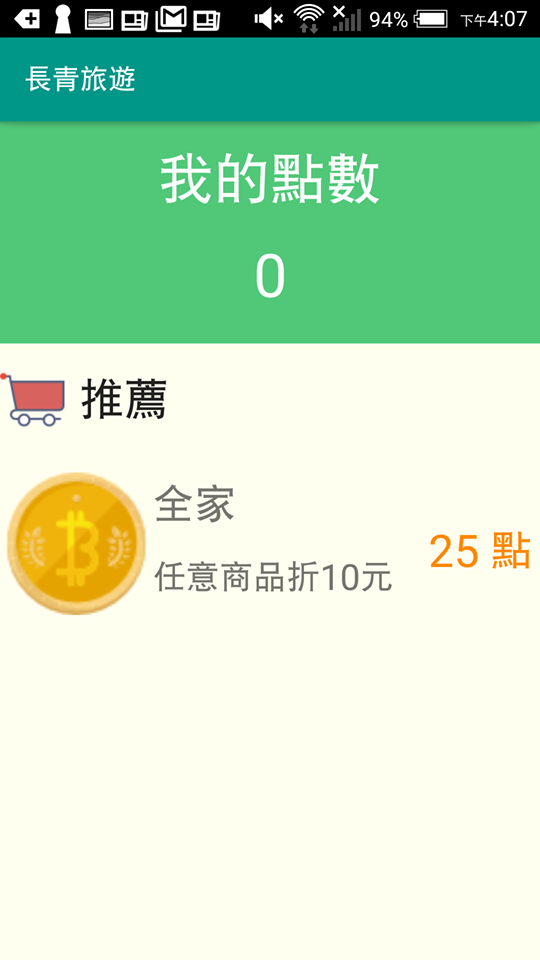 94% 下午4:07
長青旅遊
我的點數
0
推薦
全家
任意商品折10元
25 點